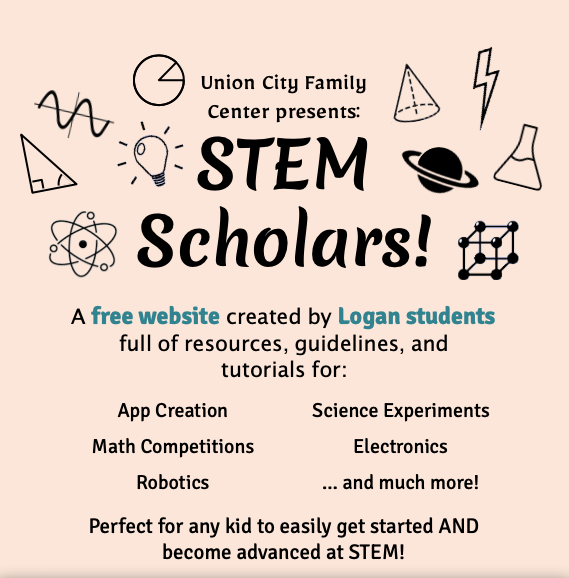 Union City Family
Center presents:
STEM
Scholars!
A free website created by Logan students
full of resources, guidelines, and
tutorials for:
App Creation
Science Experiments
Math Competitions
Electronics
Robotics
... and much more!
Perfect for any kid to easily get started AND
become advanced at STEM!